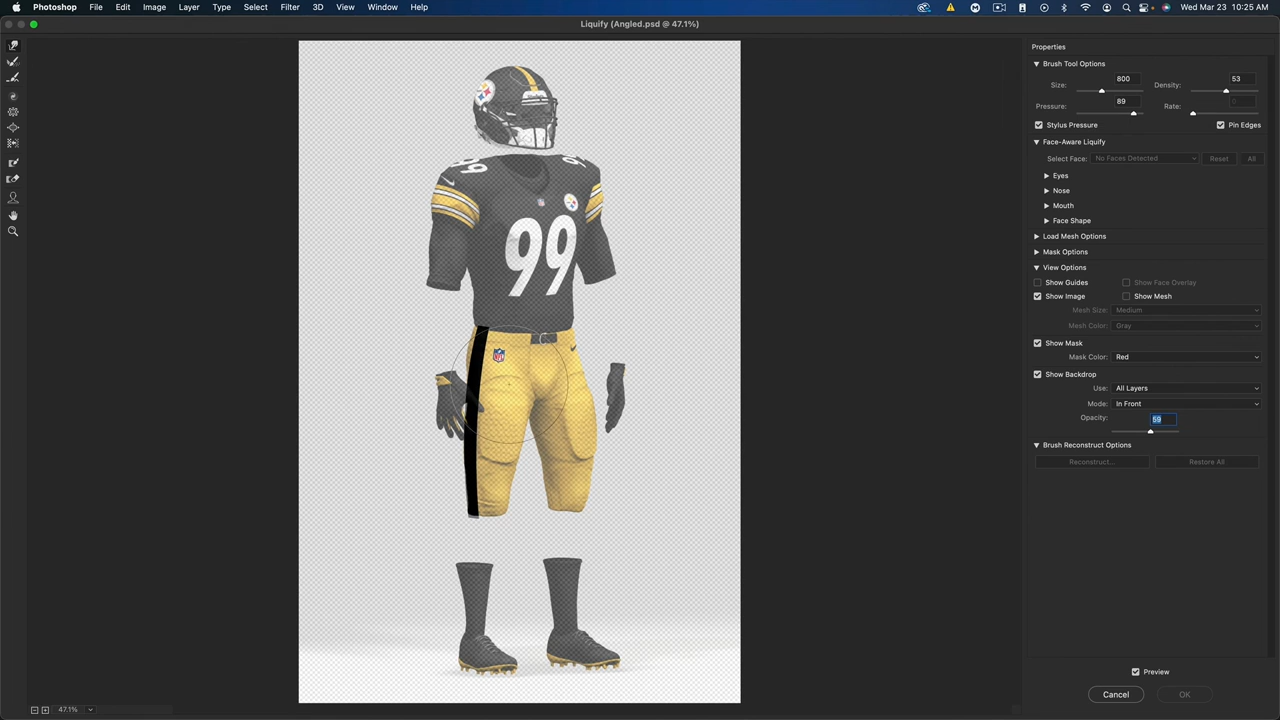 Photoshop File Edit Image Layer Type Select Filter 3D View Window Help Wed Mar 23 10:25 AM
Liquify (Angled.psd @ 47.1%)
Properties
Brush Tool Options
Size: 800 Density: 53
Pressure: 89 Rate: 0
Stylus Pressure Pin Edges
Face-Aware Liquify
Select Face: No Faces Detected Reset All
Eyes
Nose
Mouth
Face Shape
Load Mesh Options
Mask Options
View Options
Show Guides Show Face Overlay
Show Image Show Mesh
Mesh Size: Medium
Mesh Color: Gray
Show Mask
Mask Color: Red
Show Backdrop
Use: All Layers
Mode: In Front
Opacity: 59
Brush Reconstruct Options
Reconstruct... Restore All
Preview
Cancel OK
99 99
99
NFL
47.1%